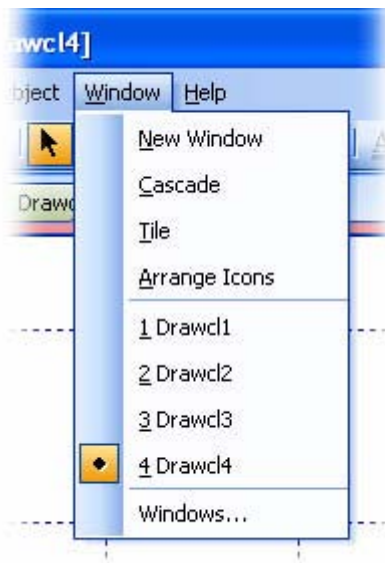 awcl4]
bject Window Help
New Window
Drawc
Cascade
Tile
Arrange Icons
1 Drawcl1
2 Drawcl2
3 Drawcl3
4 Drawcl4
Windows...